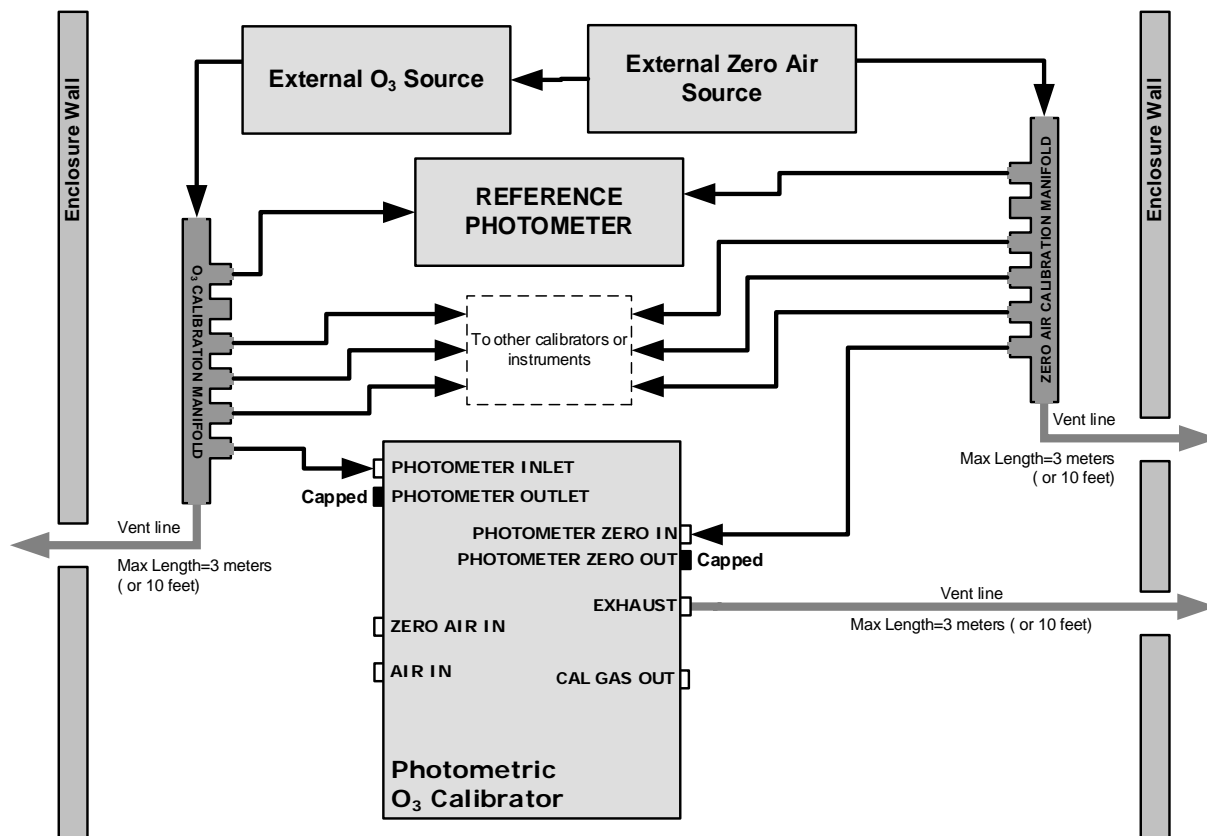 Enclosure Wall
External O₃ Source
External Zero Air
Source
Enclosure Wall
REFERENCE
PHOTOMETER
O₃ CALIBRATION MANIFOLD
ZERO AIR CALIBRATION MANIFOLD
To other calibrators or
instruments
Vent line
Max Length=3 meters
( or 10 feet)
PHOTOMETER INLET
Capped
PHOTOMETER OUTLET
Vent line
Max Length=3 meters
( or 10 feet)
PHOTOMETER ZERO IN
PHOTOMETER ZERO OUT
Capped
EXHAUST
Vent line
Max Length=3 meters ( or 10 feet)
ZERO AIR IN
AIR IN
CAL GAS OUT
Photometric
O₃ Calibrator